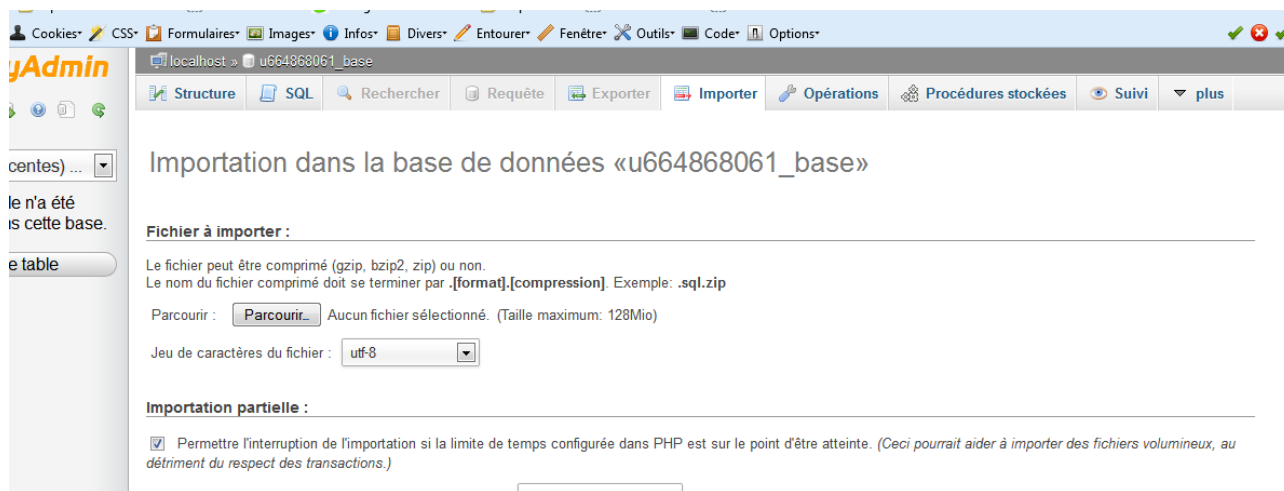 Cookies CSS Formulaires Images Infos Divers Entourer Fenêtre Outils Code Options
yAdmin
localhost » u664868061_base
Structure SQL Rechercher Requête Exporter Importer Opérations Procédures stockées Suivi plus
centes) ...
le n'a été
s cette base.
e table
Importation dans la base de données «u664868061_base»
Fichier à importer :
Le fichier peut être comprimé (gzip, bzip2, zip) ou non.
Le nom du fichier comprimé doit se terminer par .[format].[compression]. Exemple: .sql.zip
Parcourir : Parcourir... Aucun fichier sélectionné. (Taille maximum: 128Mio)
Jeu de caractères du fichier : utf-8
Importation partielle :
Permettre l'interruption de l'importation si la limite de temps configurée dans PHP est sur le point d'être atteinte. (Ceci pourrait aider à importer des fichiers volumineux, au
détriment du respect des transactions.)